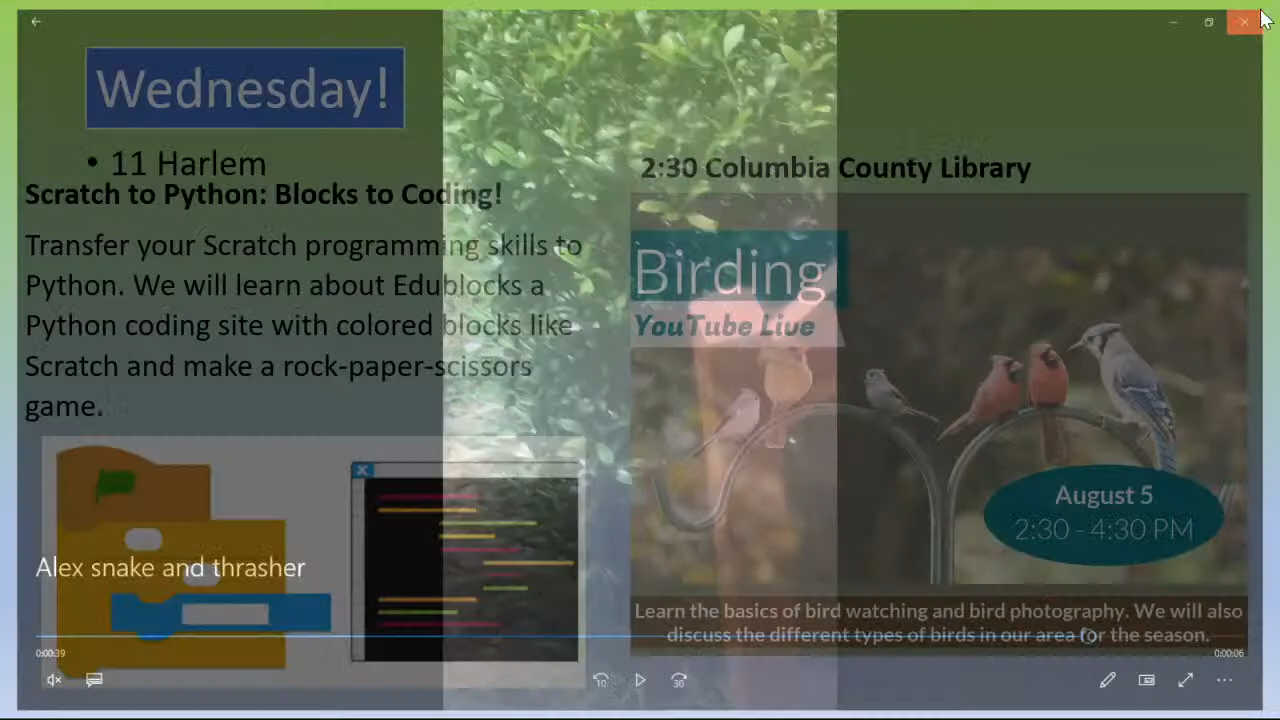 Wednesday!
• 11 Harlem
Scratch to Python: Blocks to Coding!
Transfer your Scratch programming skills to
Python. We will learn about Edublocks a
Python coding site with colored blocks like
Scratch and make a rock-paper-scissors
game.
2:30 Columbia County Library
Birding
YouTube Live
August 5
2:30 - 4:30 PM
Learn the basics of bird watching and bird photography. We will also
discuss the different types of birds in our area for the season.
Alex snake and thrasher
0:00:39
0:00:06
10
30